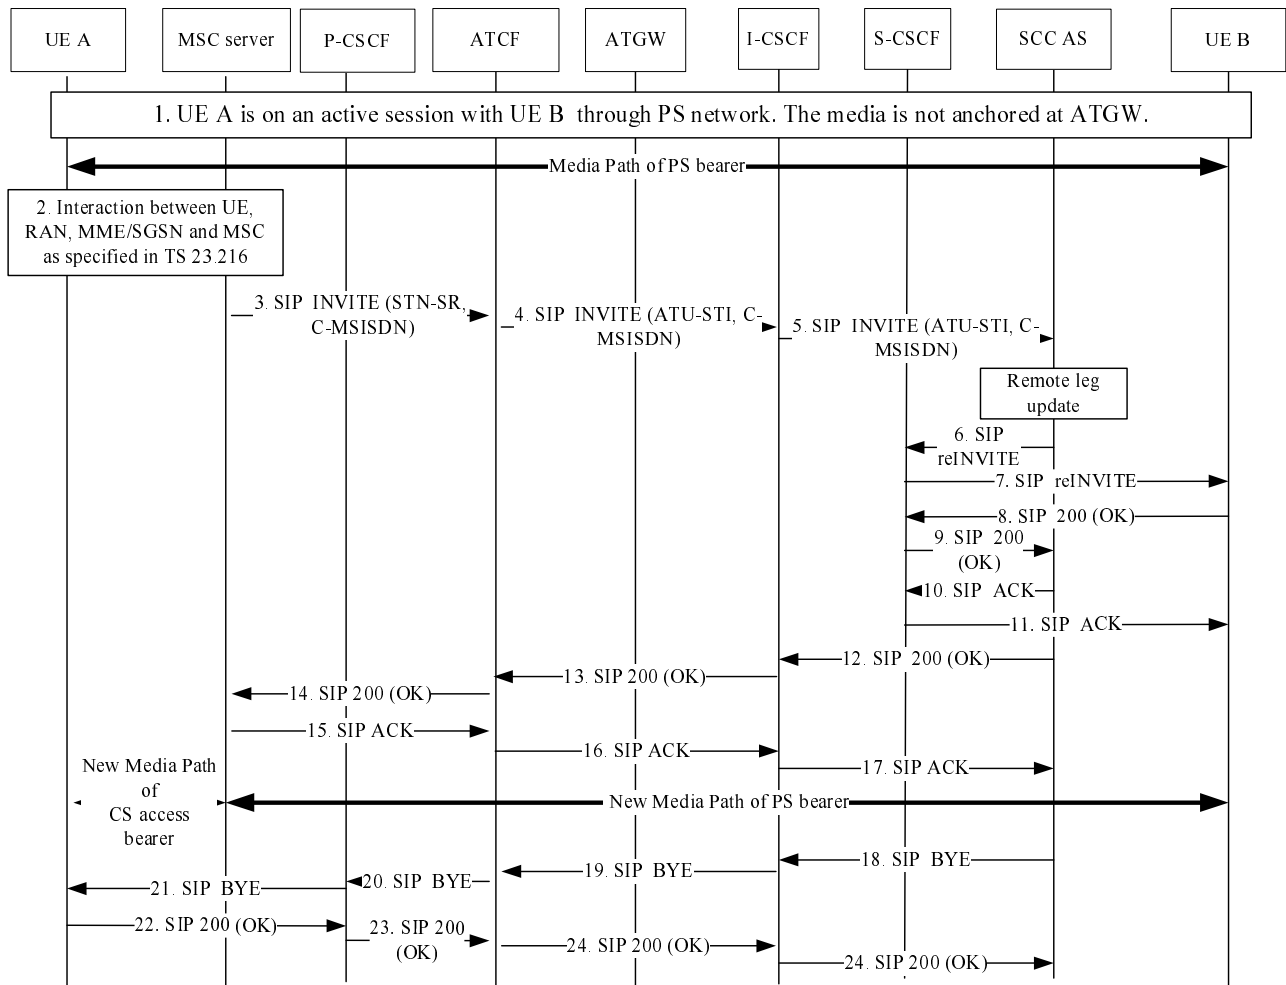 UE A
MSC server
P-CSCF
ATCF
ATGW
I-CSCF
S-CSCF
SCC AS
UE B
1. UE A is on an active session with UE B through PS network. The media is not anchored at ATGW.
Media Path of PS bearer
2. Interaction between UE,
RAN, MME/SGSN and MSC
as specified in TS 23.216
3. SIP INVITE (STN-SR,
C-MSISDN)
4. SIP INVITE (ATU-STI, C-
MSISDN)
5. SIP INVITE (ATU-STI, C-
MSISDN)
Remote leg
update
6. SIP
reINVITE
7. SIP reINVITE
8. SIP 200 (OK)
9. SIP 200
(OK)
10. SIP ACK
11. SIP ACK
12. SIP 200 (OK)
13. SIP 200 (OK)
14. SIP 200 (OK)
15. SIP ACK
16. SIP ACK
17. SIP ACK
New Media Path
of
CS access
bearer
New Media Path of PS bearer
18. SIP BYE
19. SIP BYE
20. SIP BYE
21. SIP BYE
22. SIP 200 (OK)
23. SIP 200
(OK)
24. SIP 200 (OK)
24. SIP 200 (OK)